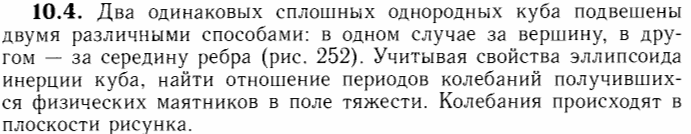 10.4. Два одинаковых сплошных однородных куба подвешены
двумя различными способами: в одном случае за вершину, в дру-
гом — за середину ребра (рис. 252). Учитывая свойства эллипсоида
инерции куба, найти отношение периодов колебаний получивших-
ся физических маятников в поле тяжести. Колебания происходят в
плоскости рисунка.